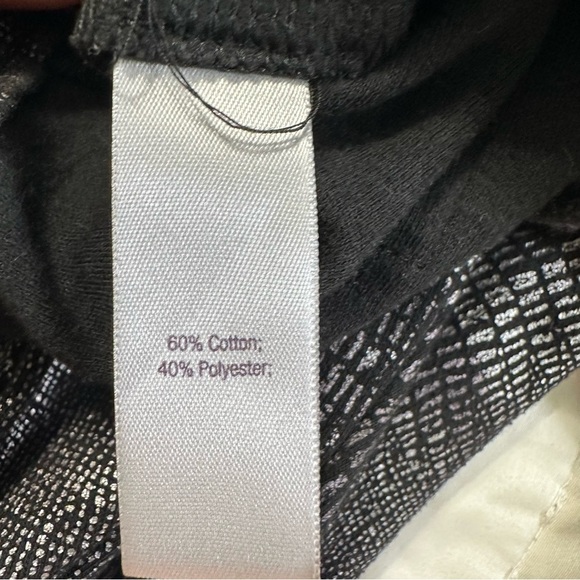 60% Cotton;
40% Polyester;